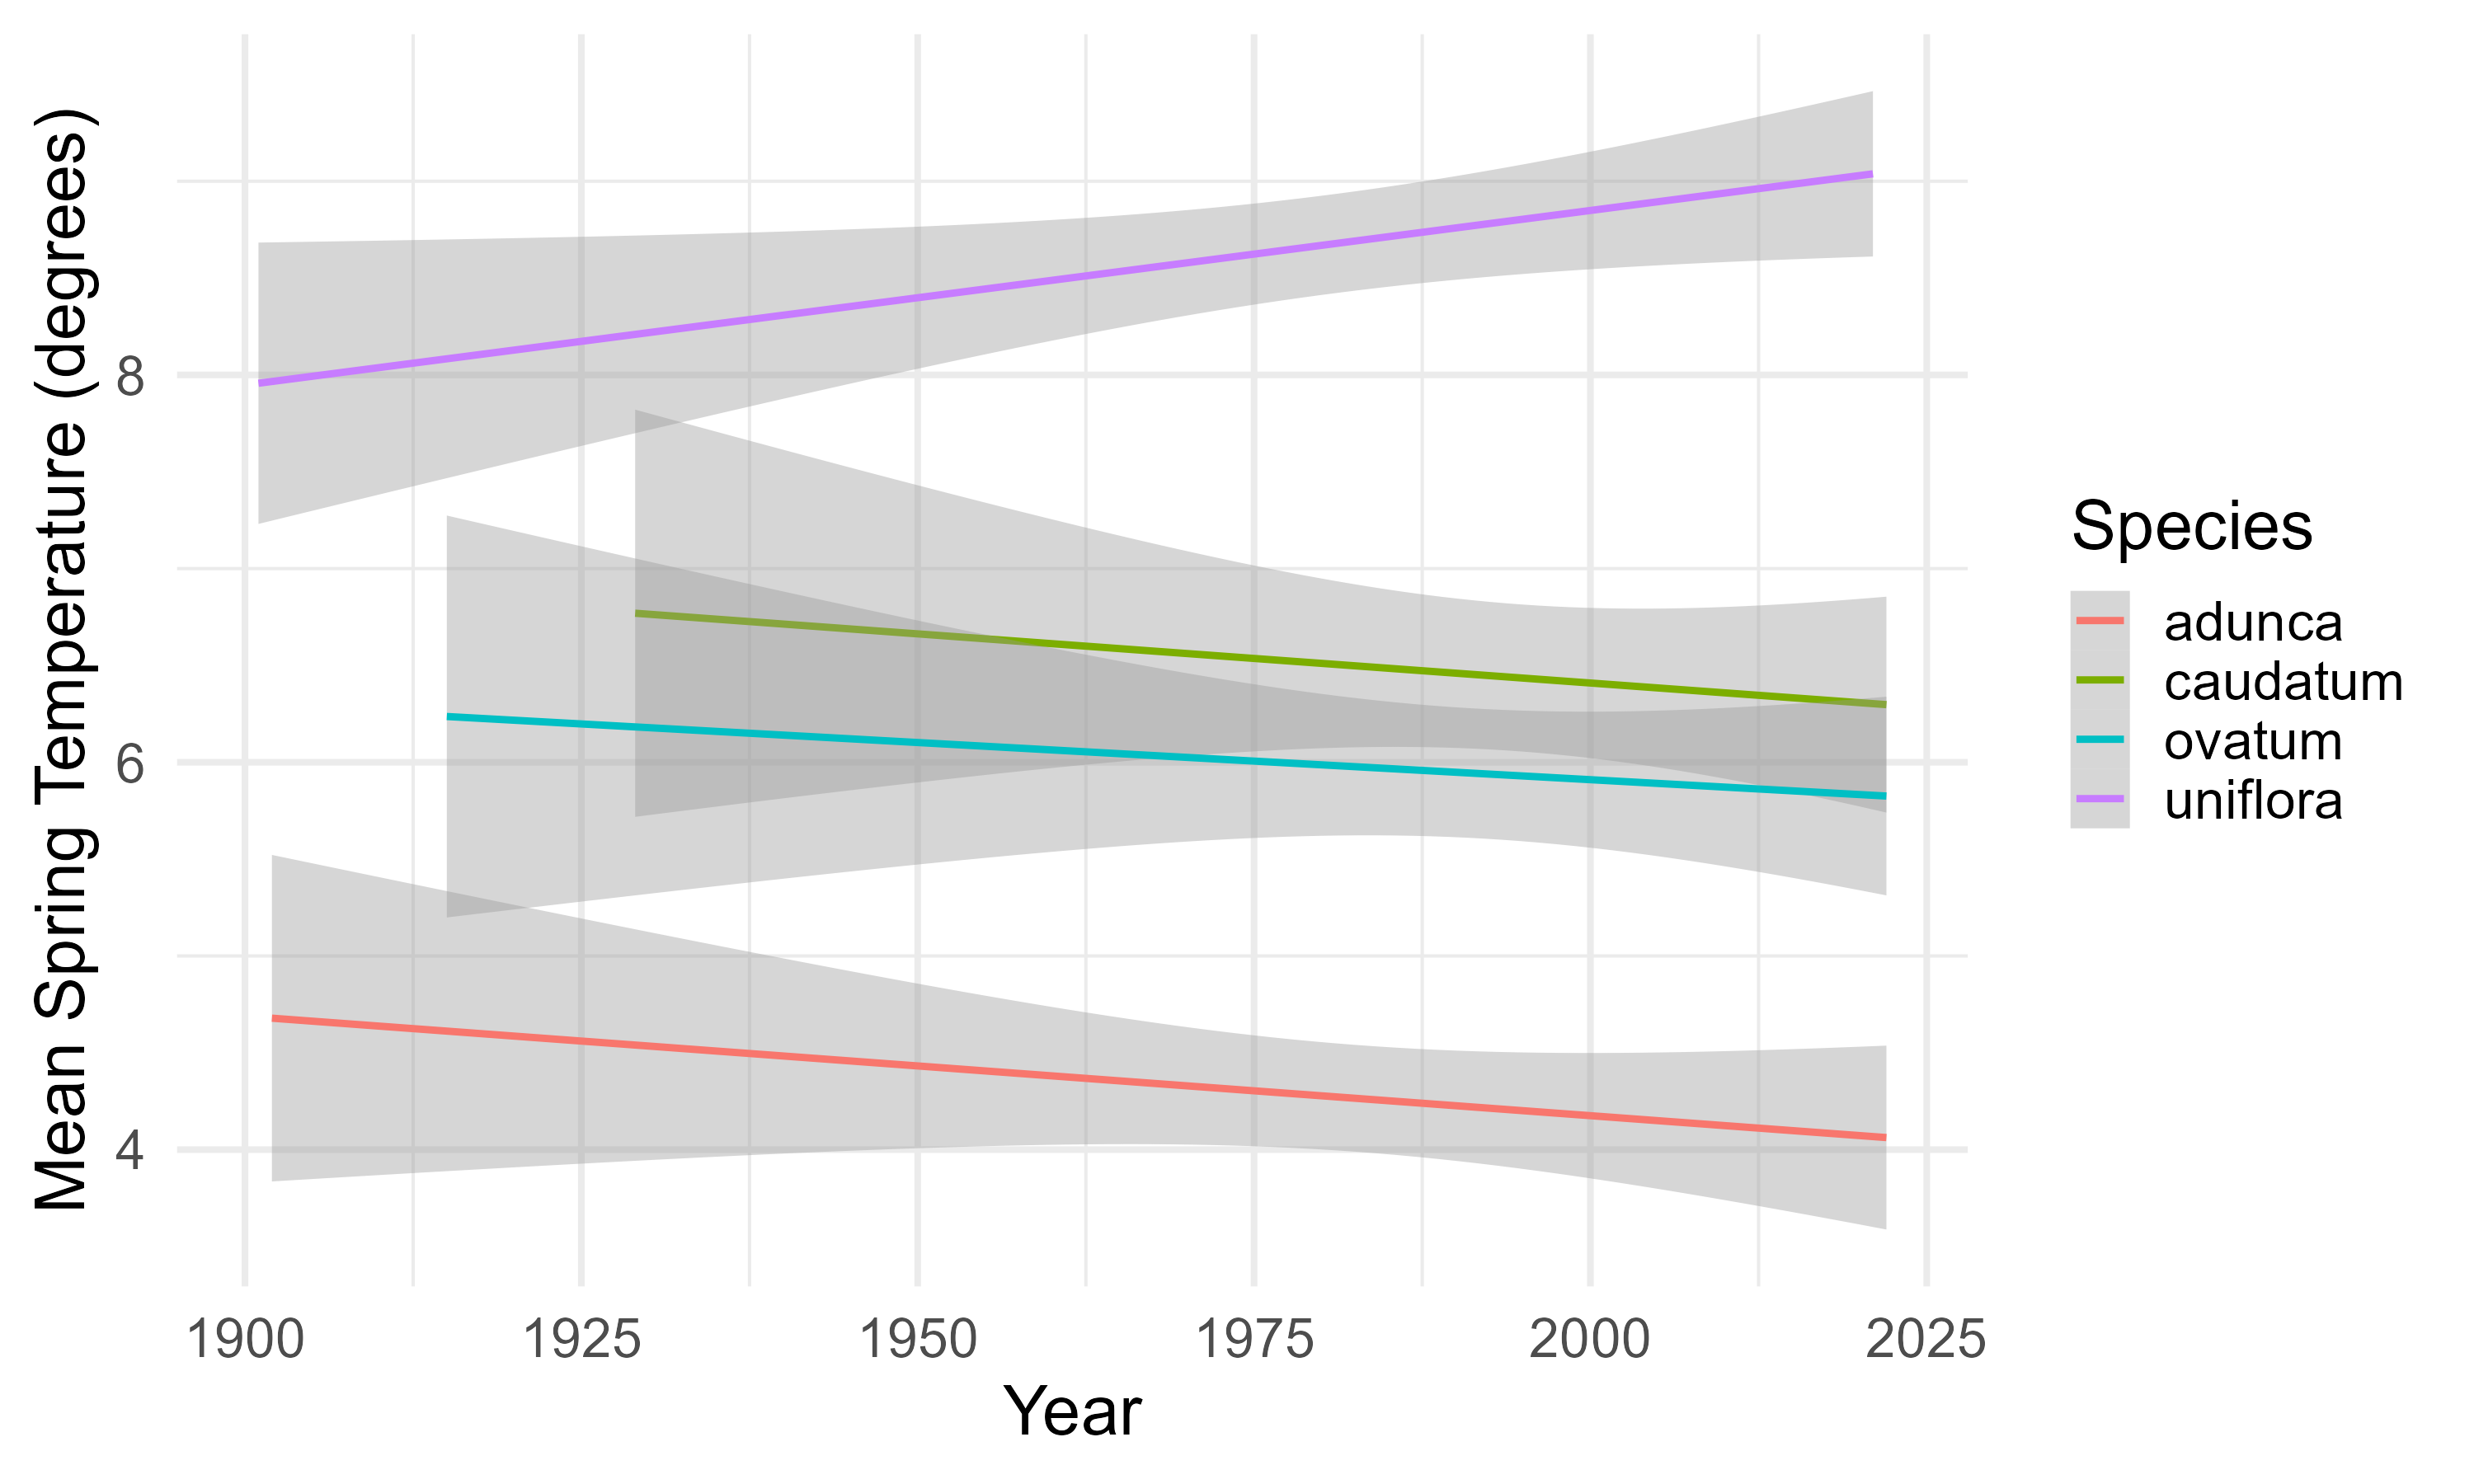 Mean Spring Temperature (degrees)
8
6
4
1900 1925 1950 1975 2000 2025
Year
Species
adunca
caudatum
ovatum
uniflora